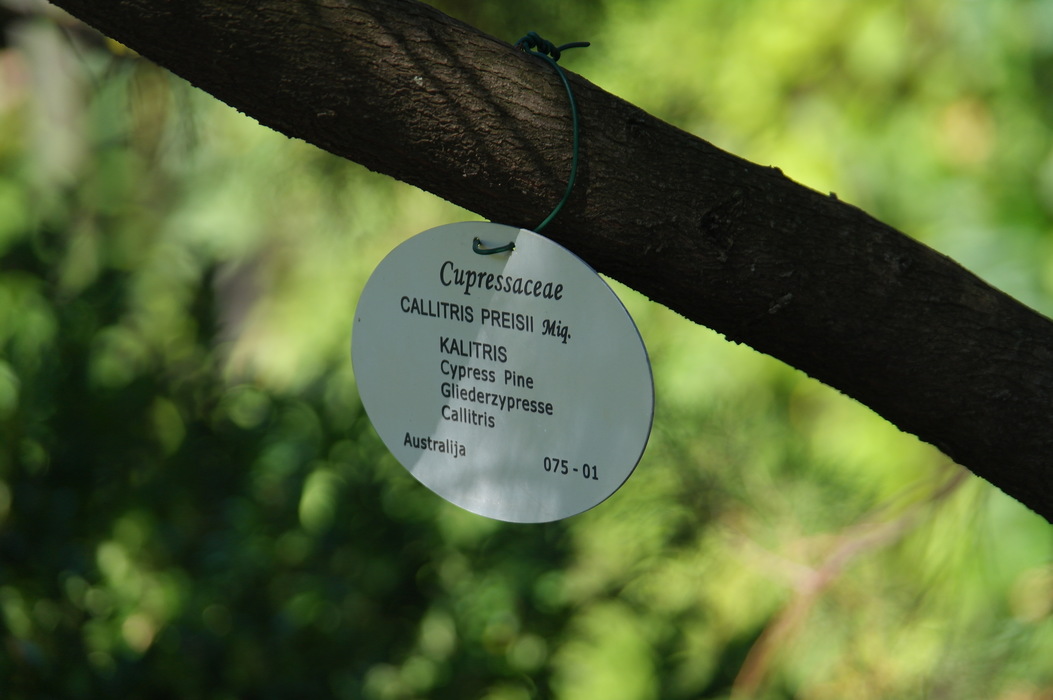 Cupressaceae
CALLITRIS PREISII Miq.
KALITRIS
Cypress Pine
Gliederzypresse
Callitris
Australija
075-01